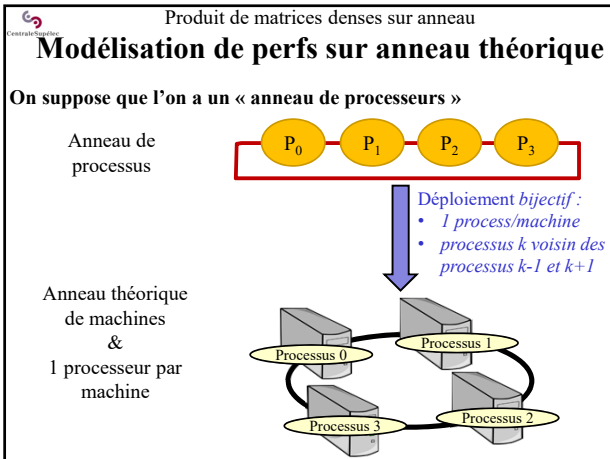 CentraleSupélec
Produit de matrices denses sur anneau
Modélisation de perfs sur anneau théorique
On suppose que l'on a un « anneau de processeurs »
Anneau de
processus
P0 P1 P2 P3
Déploiement bijectif :
• 1 process/machine
• processus k voisin des
processus k-1 et k+1
Anneau théorique
de machines
&
1 processeur par
machine
Processus 0
Processus 1
Processus 3
Processus 2